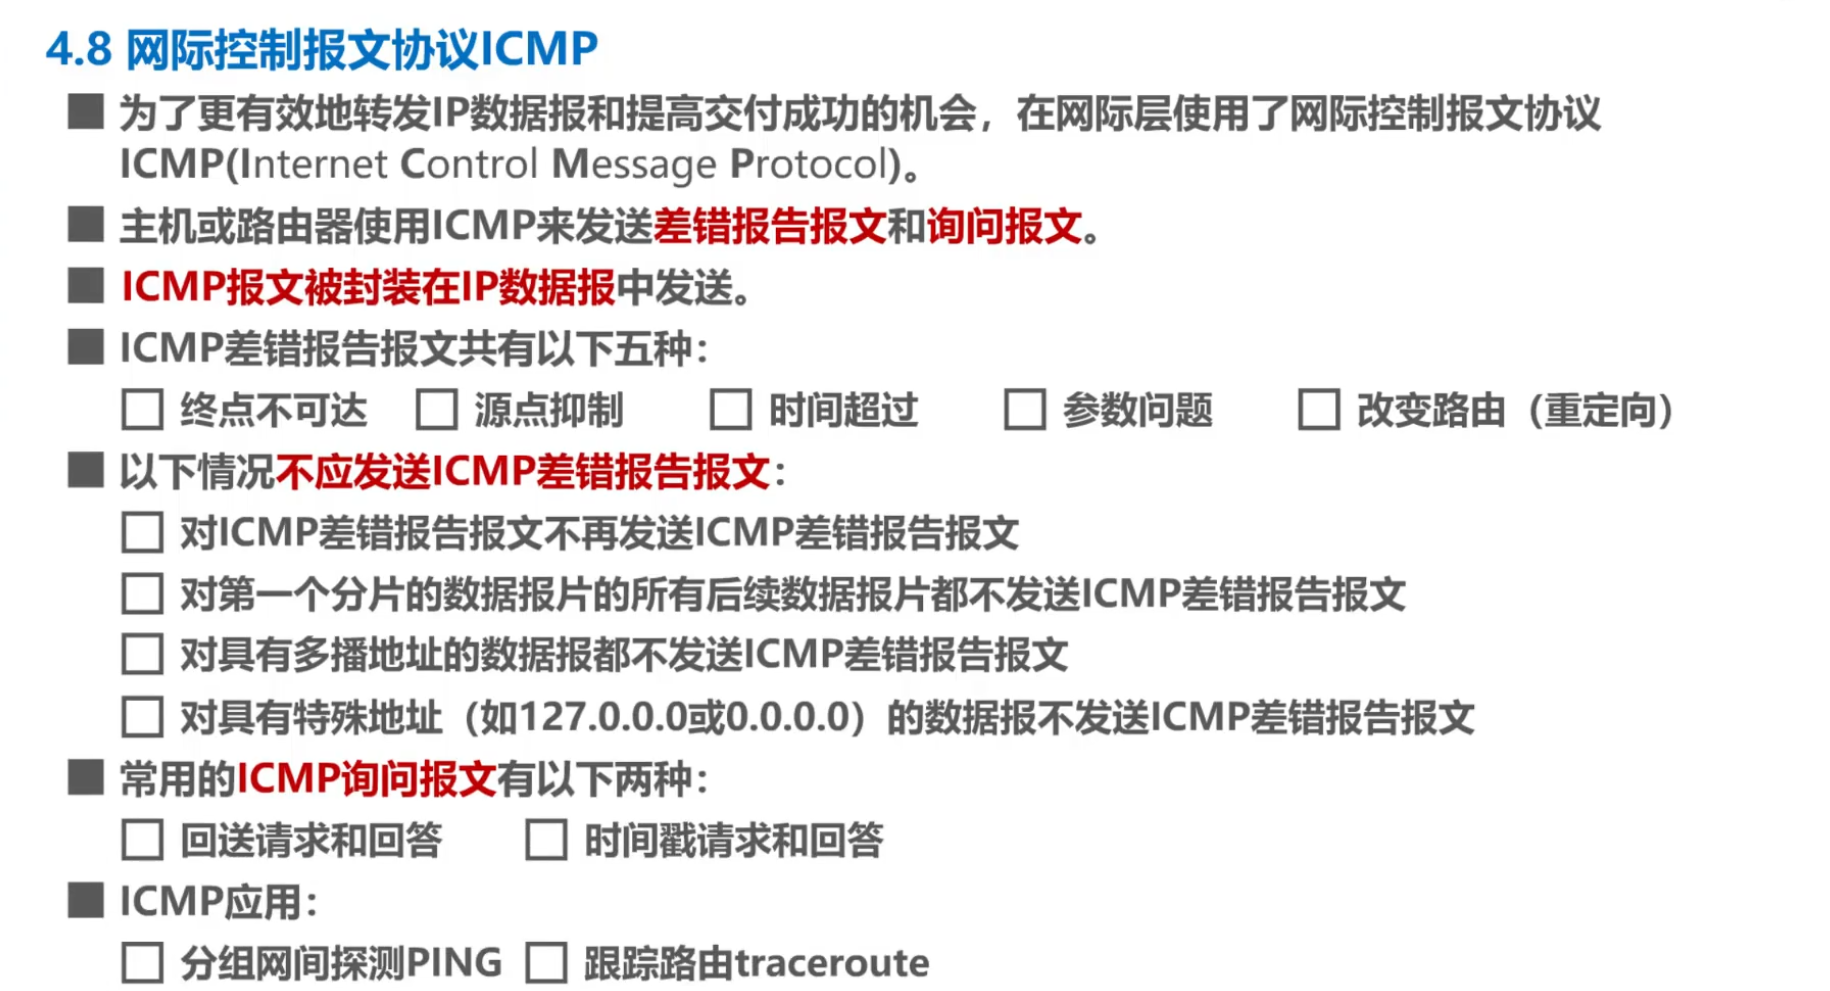 4.8 网际控制报文协议ICMP
为了更有效地转发IP数据报和提高交付成功的机会，在网际层使用了网际控制报文协议
ICMP(Internet Control Message Protocol)。
主机或路由器使用ICMP来发送差错报告报文和询问报文。
ICMP报文被封装在IP数据报中发送。
ICMP差错报告报文共有以下五种：
终点不可达 源点抑制 时间超过 参数问题 改变路由（重定向）
以下情况不应发送ICMP差错报告报文：
对ICMP差错报告报文不再发送ICMP差错报告报文
对第一个分片的数据报片的所有后续数据报片都不发送ICMP差错报告报文
对具有多播地址的数据报都不发送ICMP差错报告报文
对具有特殊地址（如127.0.0.0或0.0.0.0）的数据报不发送ICMP差错报告报文
常用的ICMP询问报文有以下两种：
回送请求和回答 时间戳请求和回答
ICMP应用：
分组网间探测PING 跟踪路由traceroute